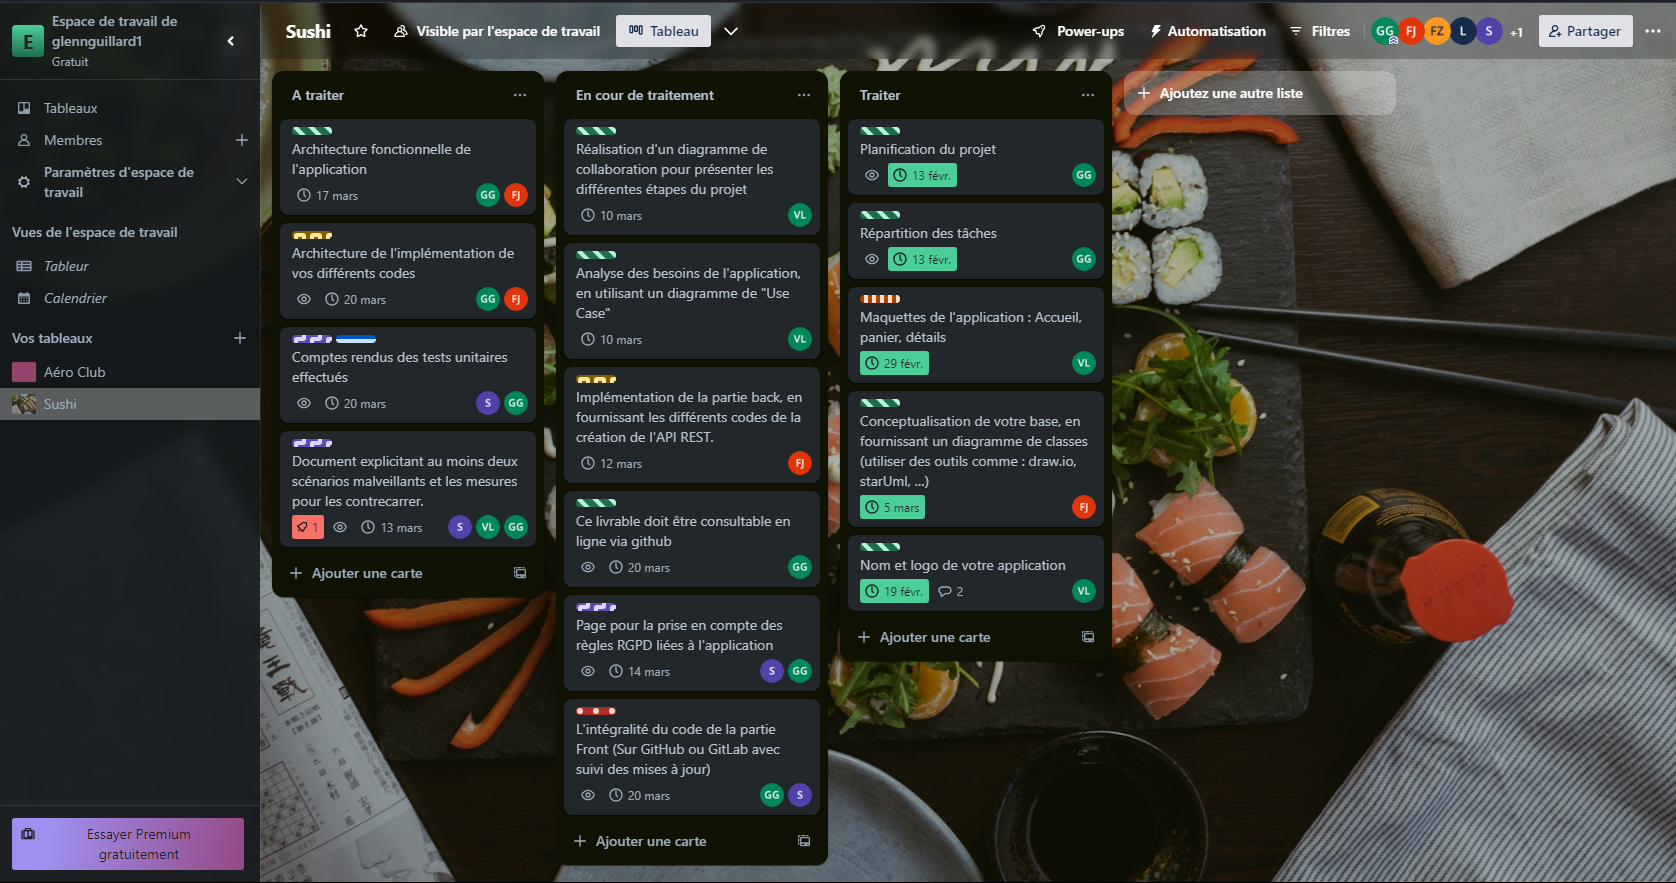 E
Espace de travail de
glennguillard1
Gratuit
Tableaux
Membres
Paramètres d'espace de
travail
Vues de l'espace de travail
Tableur
Calendrier
Vos tableaux
Aéro Club
Sushi
Essayer Premium
gratuitement
Sushi
Visible par l'espace de travail
Tableau
Power-ups
Automatisation
Filtres
GG FJ FZ L S +1
Partager
A traiter
Architecture fonctionnelle de
l'application
17 mars
GG FJ
Architecture de l'implémentation de
vos différents codes
20 mars
GG FJ
Comptes rendus des tests unitaires
effectués
20 mars
S GG
Document explicitant au moins deux
scénarios malveillants et les mesures
pour les contrecarrer.
1
13 mars
S VL GG
Ajouter une carte
En cour de traitement
Réalisation d'un diagramme de
collaboration pour présenter les
différentes étapes du projet
10 mars
VL
Analyse des besoins de l'application,
en utilisant un diagramme de "Use
Case"
10 mars
VL
Implémentation de la partie back, en
fournissant les différents codes de la
création de l'API REST.
12 mars
FJ
Ce livrable doit être consultable en
ligne via github
20 mars
GG
Page pour la prise en compte des
règles RGPD liées à l'application
14 mars
S GG
L'intégralité du code de la partie
Front (Sur GitHub ou GitLab avec
suivi des mises à jour)
20 mars
GG S
Ajouter une carte
Traiter
Planification du projet
13 févr.
GG
Répartition des tâches
13 févr.
GG
Maquettes de l'application : Accueil,
panier, détails
29 févr.
VL
Conceptualisation de votre base, en
fournissant un diagramme de classes
(utiliser des outils comme : draw.io,
starUml, ...)
5 mars
FJ
Nom et logo de votre application
19 févr.
2
VL
Ajouter une carte
Ajoutez une autre liste